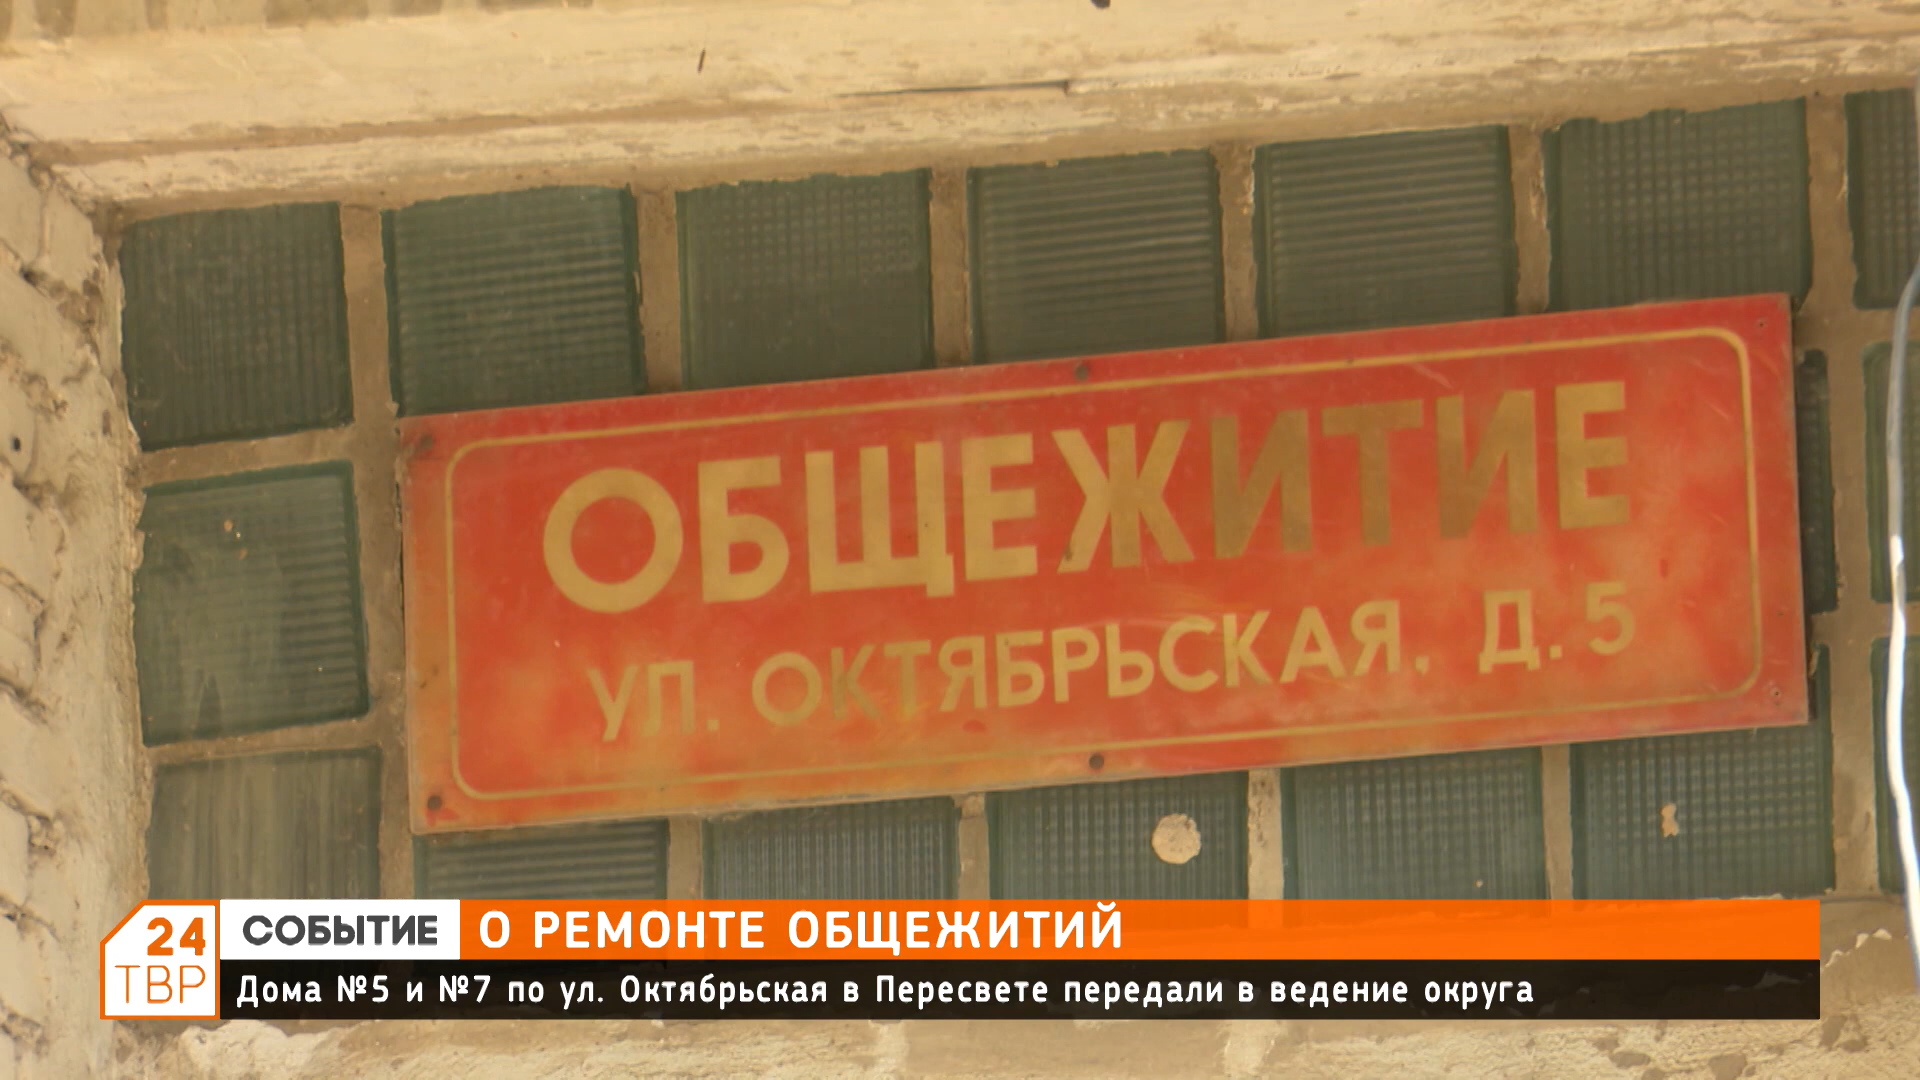 ОБЩЕЖИТИЕ
УЛ. ОКТЯБРЬСКАЯ, Д. 5
24
ТВР
СОБЫТИЕ
О РЕМОНТЕ ОБЩЕЖИТИЙ
Дома №5 и №7 по ул. Октябрьская в Пересвете передали в ведение округа